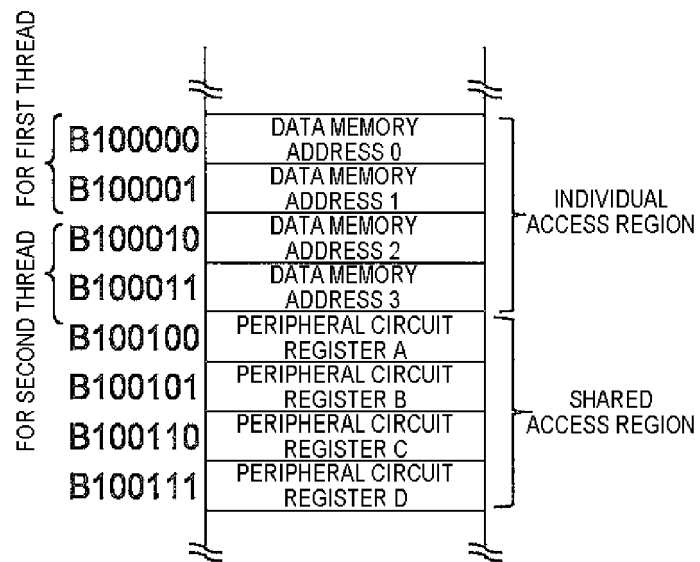 FOR FIRST THREAD
FOR SECOND THREAD
B100000
DATA MEMORY
ADDRESS 0
B100001
DATA MEMORY
ADDRESS 1
B100010
DATA MEMORY
ADDRESS 2
B100011
DATA MEMORY
ADDRESS 3
B100100
PERIPHERAL CIRCUIT
REGISTER A
B100101
PERIPHERAL CIRCUIT
REGISTER B
B100110
PERIPHERAL CIRCUIT
REGISTER C
B100111
PERIPHERAL CIRCUIT
REGISTER D
INDIVIDUAL
ACCESS REGION
SHARED
ACCESS REGION